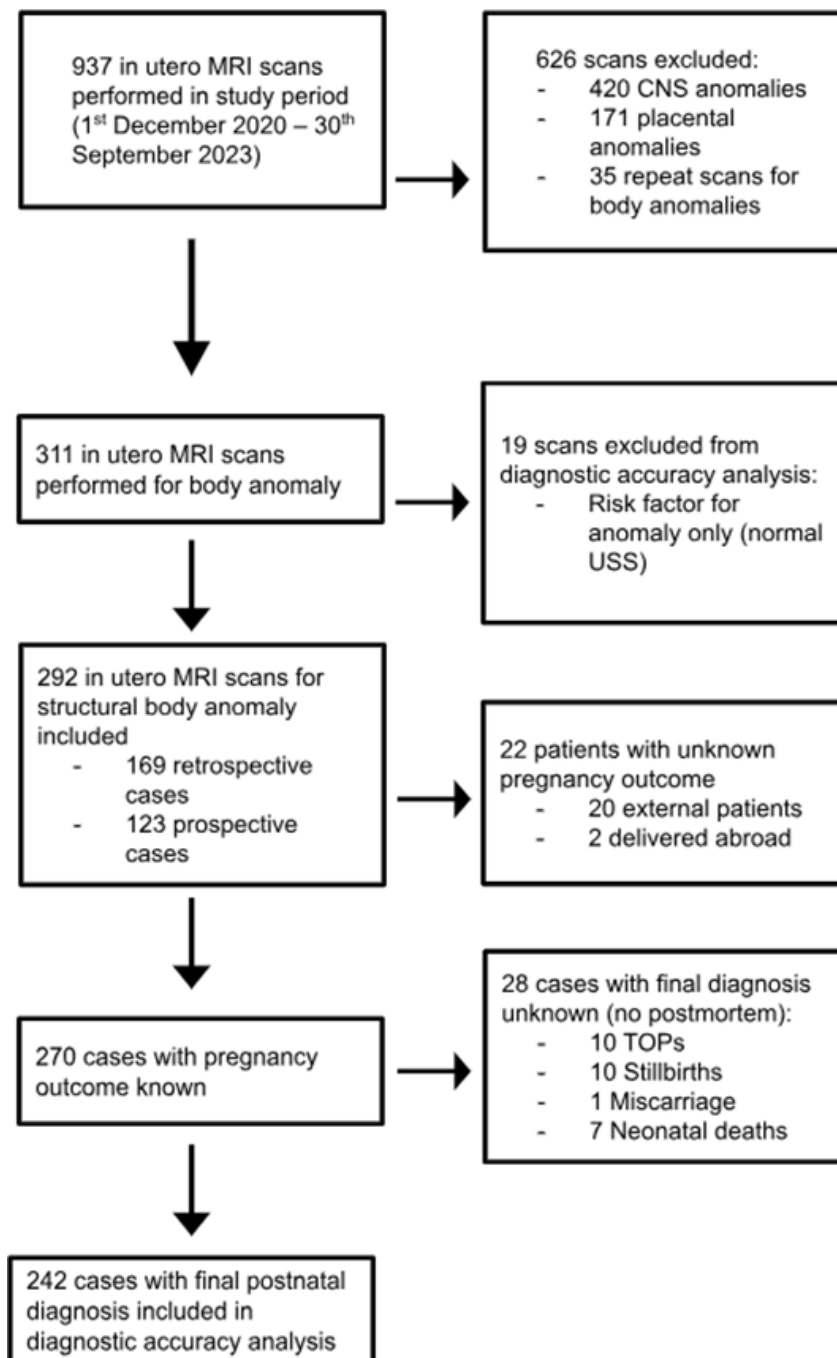 937 in utero MRI scans
performed in study period
(1st December 2020 – 30th
September 2023)
626 scans excluded:
- 420 CNS anomalies
- 171 placental
anomalies
- 35 repeat scans for
body anomalies
311 in utero MRI scans
performed for body anomaly
19 scans excluded from
diagnostic accuracy analysis:
- Risk factor for
anomaly only (normal
USS)
292 in utero MRI scans for
structural body anomaly
included
- 169 retrospective
cases
- 123 prospective
cases
22 patients with unknown
pregnancy outcome
- 20 external patients
- 2 delivered abroad
270 cases with pregnancy
outcome known
28 cases with final diagnosis
unknown (no postmortem):
- 10 TOPs
- 10 Stillbirths
- 1 Miscarriage
- 7 Neonatal deaths
242 cases with final postnatal
diagnosis included in
diagnostic accuracy analysis